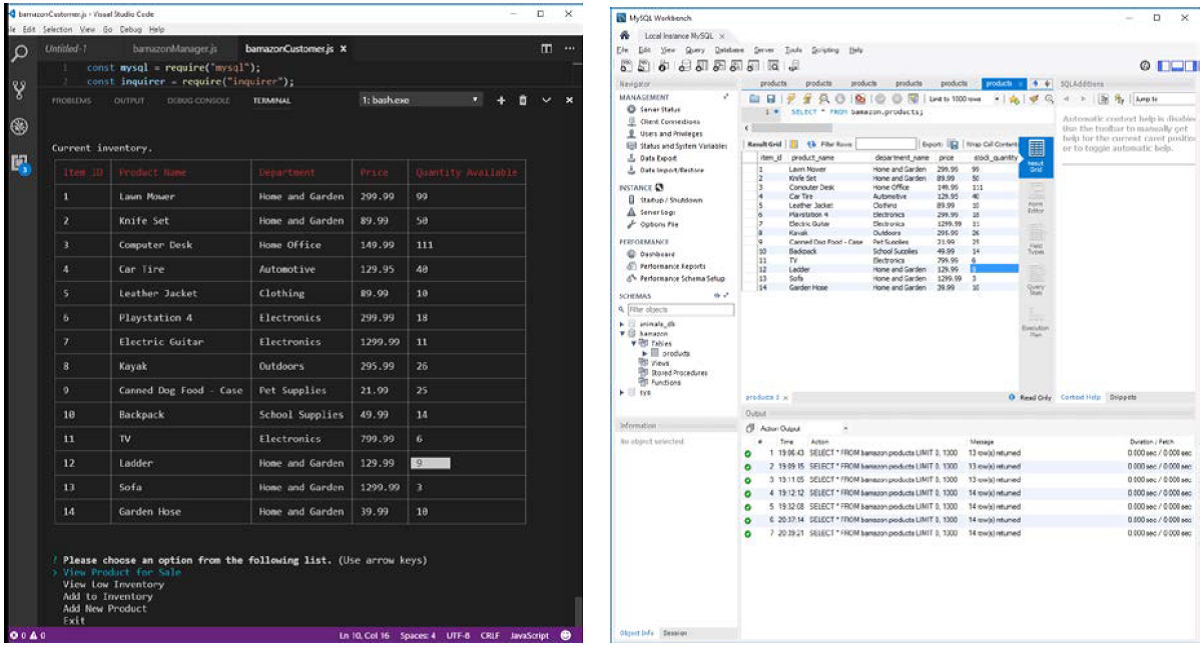 bamazonCustomer.js - Visual Studio Code
File Edit Selection View Go Debug Help
Untitled-1 bamazonManager.js bamazonCustomer.js
1 const mysql = require("mysql");
2 const inquirer = require("inquirer");
PROBLEMS OUTPUT DEBUG CONSOLE TERMINAL 1: bash.exe
Current inventory.
Item ID Product Name Department Price Quantity Available
1 Lawn Mower Home and Garden 299.99 99
2 Knife Set Home and Garden 89.99 50
3 Computer Desk Home Office 149.99 111
4 Car Tire Automotive 129.95 40
5 Leather Jacket Clothing 89.99 10
6 Playstation 4 Electronics 299.99 18
7 Electric Guitar Electronics 1299.99 11
8 Kayak Outdoors 295.99 26
9 Canned Dog Food - Case Pet Supplies 21.99 25
10 Backpack School Supplies 49.99 14
11 TV Electronics 799.99 6
12 Ladder Home and Garden 129.99 9
13 Sofa Home and Garden 1299.99 3
14 Garden Hose Home and Garden 39.99 10
? Please choose an option from the following list. (Use arrow keys)
> View Product for Sale
View Low Inventory
Add to Inventory
Add New Product
Exit
0 0 Ln 10, Col 16 Spaces: 4 UTF-8 CRLF JavaScript
MySQL Workbench
Local Instance MySQL
File Edit View Query Database Server Tools Scripting Help
Navigator
MANAGEMENT
Server Status
Client Connections
Users and Privileges
Status and System Variables
Data Export
Data Import/Restore
INSTANCE
Startup / Shutdown
Server Logs
Options File
PERFORMANCE
Dashboard
Performance Reports
Performance Schema Setup
SCHEMAS
Filter objects
animals_db
bamazon
Tables
products
Views
Stored Procedures
Functions
sys
Information
No object selected
Object Info Session
products products products products products products
Limit to 1000 rows
1 SELECT * FROM bamazon.products;
Result Grid Filter Rows: Export: Wrap Cell Content:
item_id product_name department_name price stock_quantity
1 Lawn Mower Home and Garden 299.99 99
2 Knife Set Home and Garden 89.99 50
3 Computer Desk Home Office 149.99 111
4 Car Tire Automotive 129.95 40
5 Leather Jacket Clothing 89.99 10
6 Playstation 4 Electronics 299.99 18
7 Electric Guitar Electronics 1299.99 11
8 Kayak Outdoors 295.99 26
9 Canned Dog Food - Case Pet Supplies 21.99 25
10 Backpack School Supplies 49.99 14
11 TV Electronics 799.99 6
12 Ladder Home and Garden 129.99
13 Sofa Home and Garden 1299.99 3
14 Garden Hose Home and Garden 39.99 10
Result Grid
Form Editor
Field Types
Query Stats
Execution Plan
SQLAdditions
Jump to
Automatic context help is disabled
Use the toolbar to manually get
help for the current caret position
or to toggle automatic help.
products 1 Read Only Context Help Snippets
Output
Action Output
# Time Action Message Duration / Fetch
1 19:06:43 SELECT * FROM bamazon.products LIMIT 0, 1000 13 row(s) returned 0.000 sec / 0.000 sec
2 19:09:15 SELECT * FROM bamazon.products LIMIT 0, 1000 13 row(s) returned 0.000 sec / 0.000 sec
3 19:11:05 SELECT * FROM bamazon.products LIMIT 0, 1000 13 row(s) returned 0.000 sec / 0.000 sec
4 19:12:12 SELECT * FROM bamazon.products LIMIT 0, 1000 14 row(s) returned 0.000 sec / 0.000 sec
5 19:32:08 SELECT * FROM bamazon.products LIMIT 0, 1000 14 row(s) returned 0.000 sec / 0.000 sec
6 20:37:14 SELECT * FROM bamazon.products LIMIT 0, 1000 14 row(s) returned 0.000 sec / 0.000 sec
7 20:39:21 SELECT * FROM bamazon.products LIMIT 0, 1000 14 row(s) returned 0.000 sec / 0.000 sec